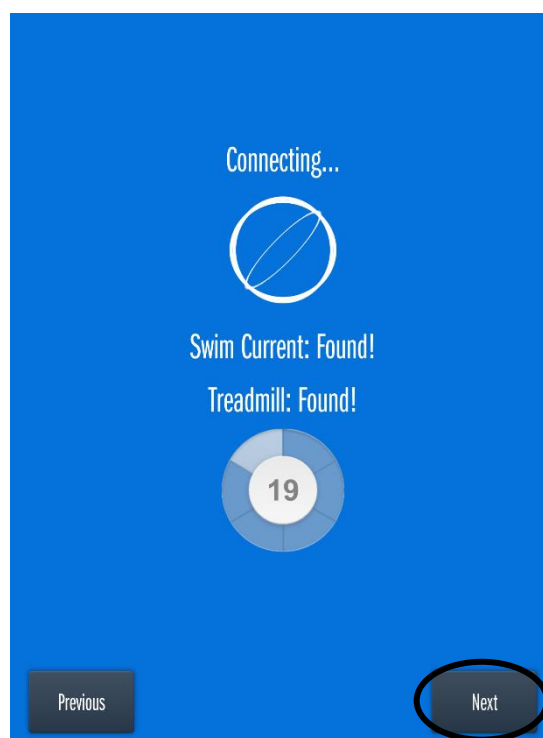 Connecting...
Swim Current: Found!
Treadmill: Found!
19
Previous
Next